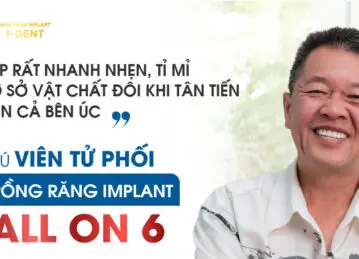 I-DENT
P RẤT NHANH NHẸN, TỈ MỈ
SỞ VẬT CHẤT ĐÔI KHI TÂN TIẾN
N CẢ BÊN ÚC ”
Ú VIÊN TỬ PHỐI
RỒNG RĂNG IMPLANT
ALL ON 6